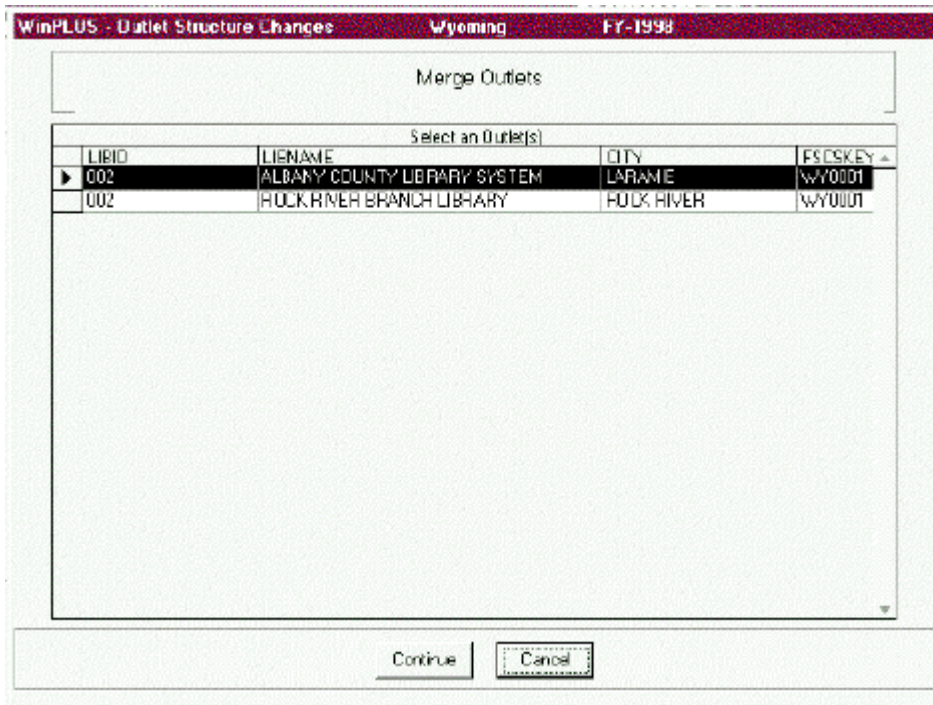 WinPLUS - Outlet Structure Changes Wyoming FY-1998
Merge Outlets
Select an Outlet(s)
LIBID LIBNAME CITY FSCSKEY
002 ALBANY COUNTY LIBRARY SYSTEM LARAMIE WY0001
002 ROCK RIVER BRANCH LIBRARY ROCK RIVER WY0001
Continue Cancel